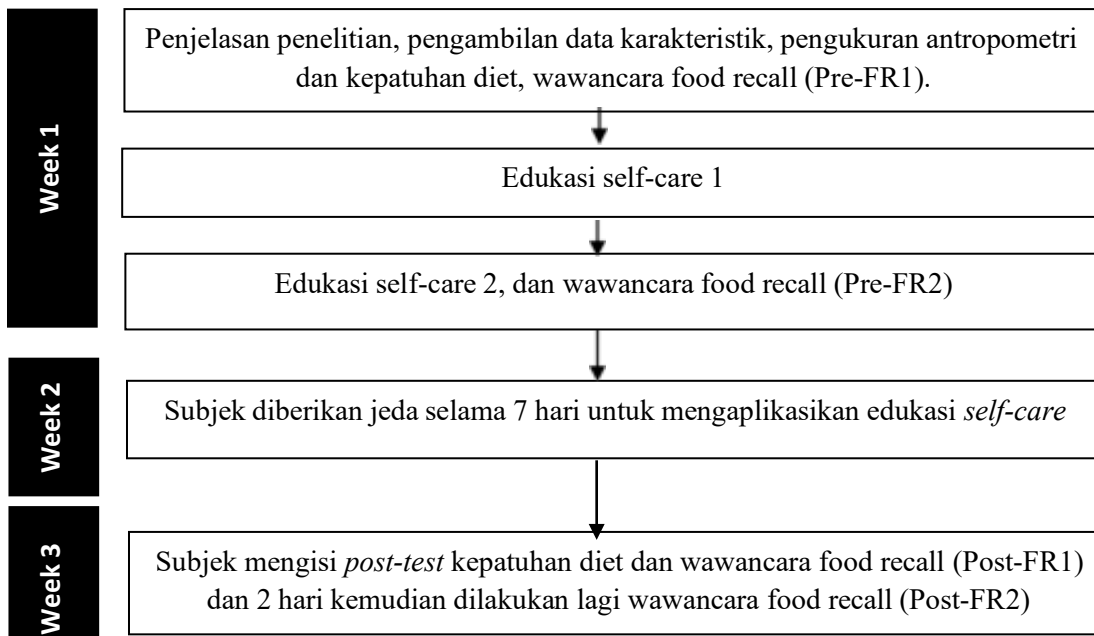 Week 1
Penjelasan penelitian, pengambilan data karakteristik, pengukuran antropometri
dan kepatuhan diet, wawancara food recall (Pre-FR1).
Edukasi self-care 1
Edukasi self-care 2, dan wawancara food recall (Pre-FR2)
Week 2
Subjek diberikan jeda selama 7 hari untuk mengaplikasikan edukasi self-care
Week 3
Subjek mengisi post-test kepatuhan diet dan wawancara food recall (Post-FR1)
dan 2 hari kemudian dilakukan lagi wawancara food recall (Post-FR2)